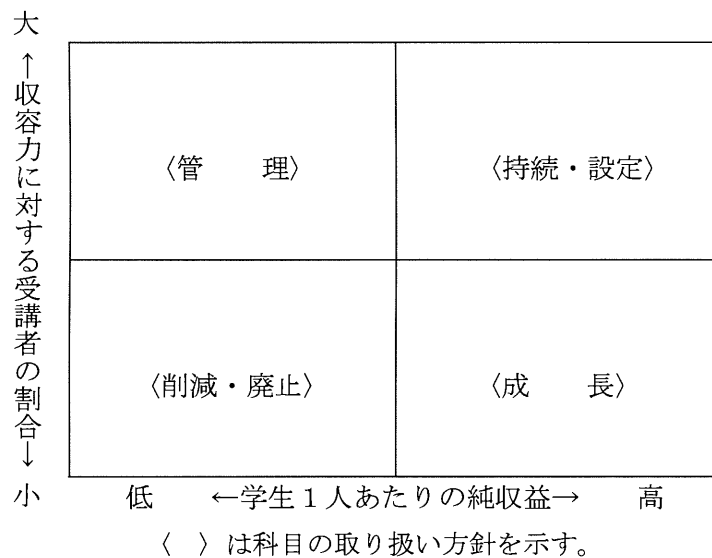 大
↑収容力に対する受講者の割合↓
小
〈管　　理〉
〈持続・設定〉
〈削減・廃止〉
〈成　　長〉
低　　←学生１人あたりの純収益→　　高
〈　〉は科目の取り扱い方針を示す。